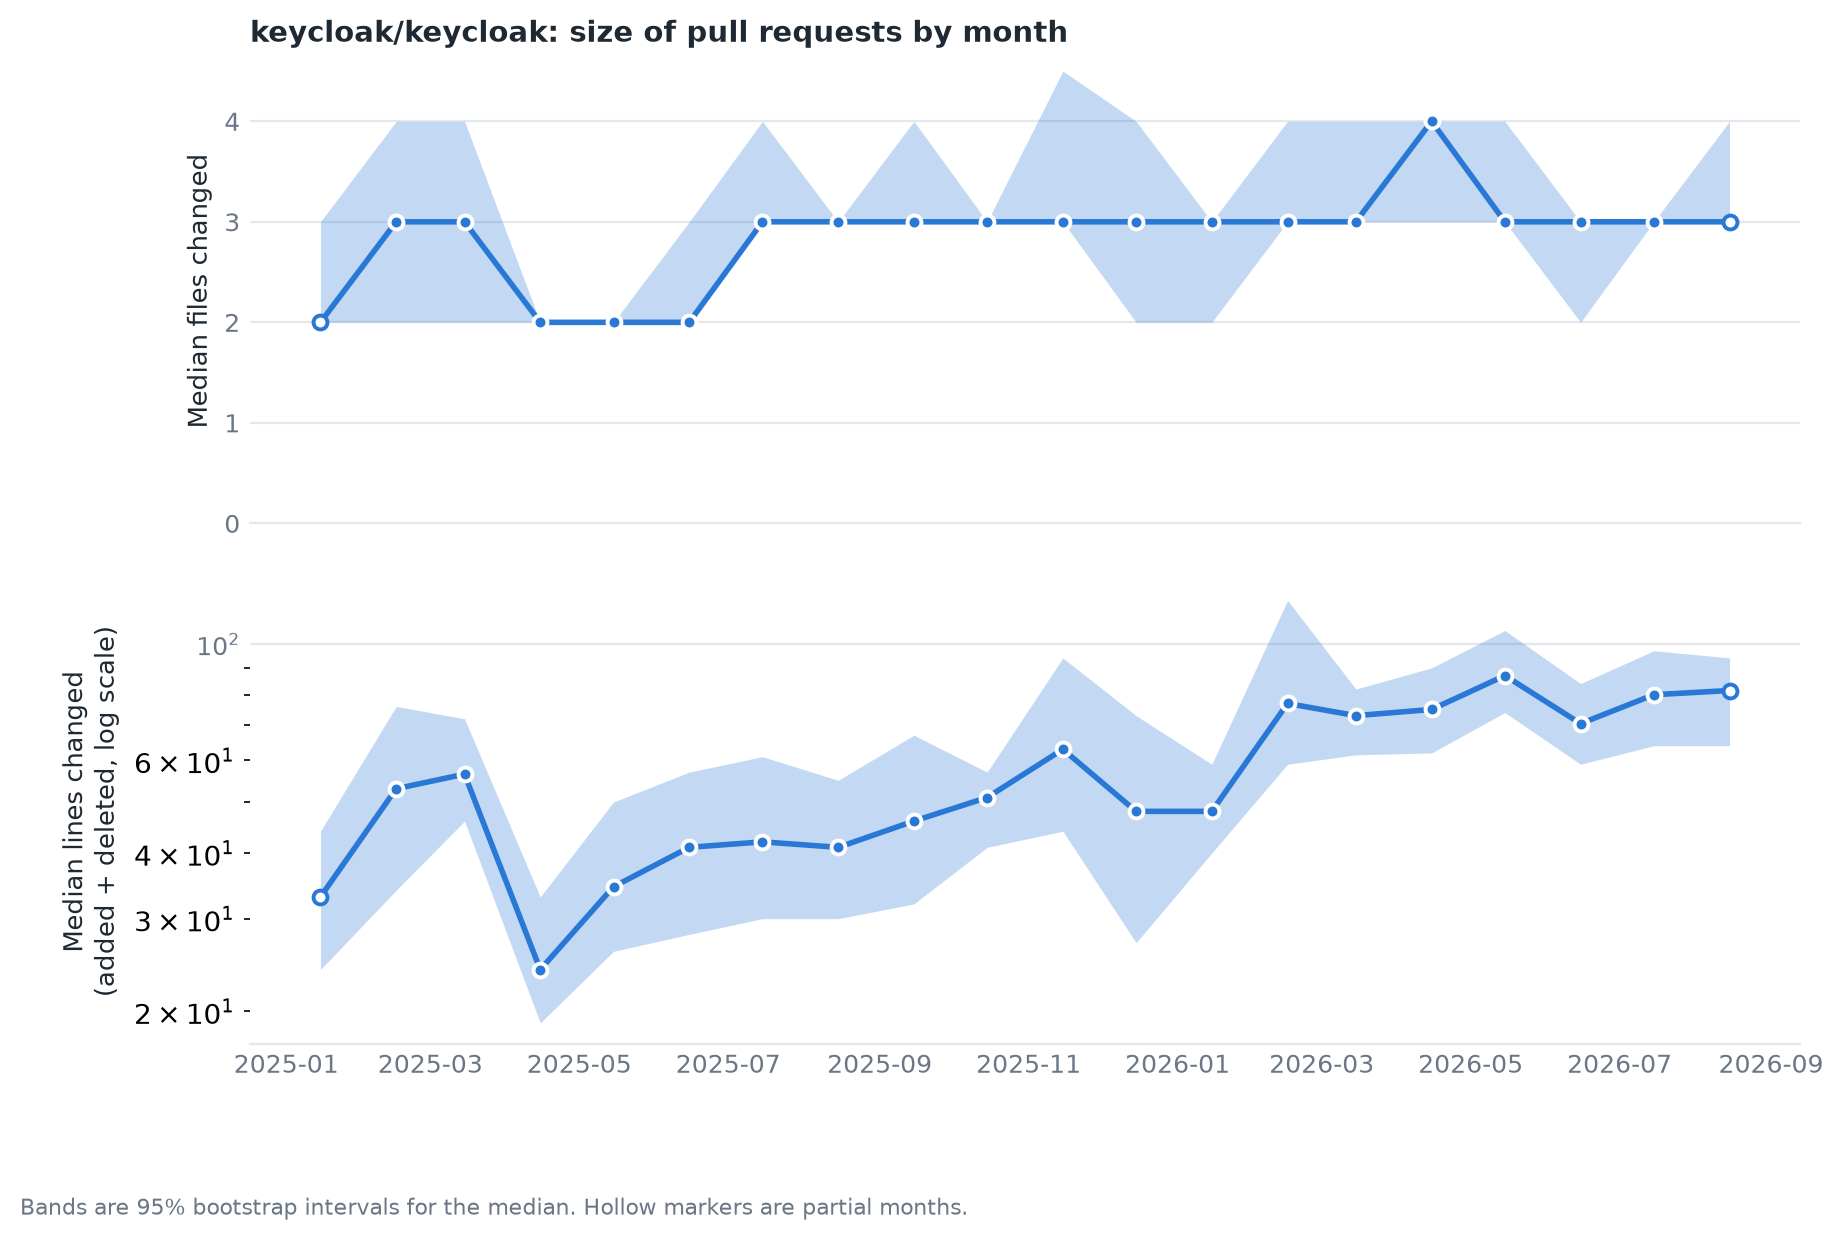 keycloak/keycloak: size of pull requests by month
Median files changed
4
3
2
1
0
Median lines changed
(added + deleted, log scale)
10²
6 × 10¹
4 × 10¹
3 × 10¹
2 × 10¹
2025-01 2025-03 2025-05 2025-07 2025-09 2025-11 2026-01 2026-03 2026-05 2026-07 2026-09
Bands are 95% bootstrap intervals for the median. Hollow markers are partial months.